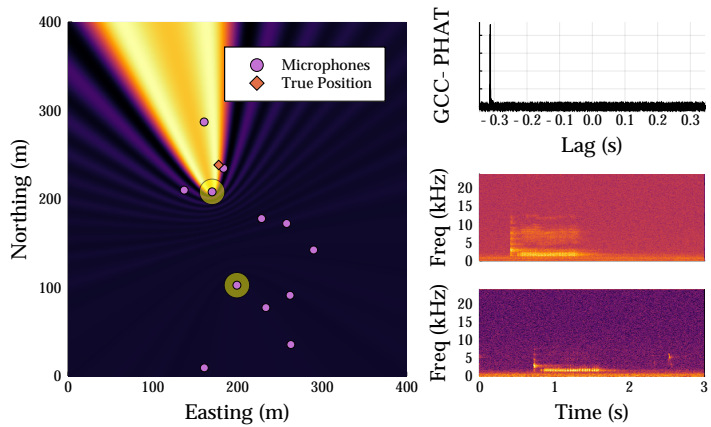 400
300
200
100
0
Northing (m)
0
100
200
300
400
Easting (m)
Microphones
True Position
GCC- PHAT
- 0.3 - 0.2 - 0.1 0.0 0.1 0.2 0.3
Lag (s)
Freq (kHz)
20
15
10
5
0
Freq (kHz)
20
15
10
5
0
0 1 2 3
Time (s)